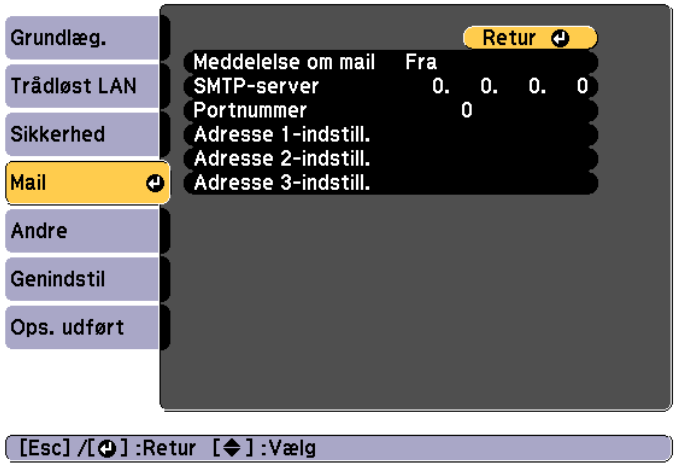 Grundlæg.
Trådløst LAN
Sikkerhed
Mail
Andre
Genindstil
Ops. udført
Retur
Meddelelse om mail Fra
SMTP-server 0. 0. 0. 0
Portnummer 0
Adresse 1-indstill.
Adresse 2-indstill.
Adresse 3-indstill.
[Esc] /[ ] :Retur [ ] :Vælg